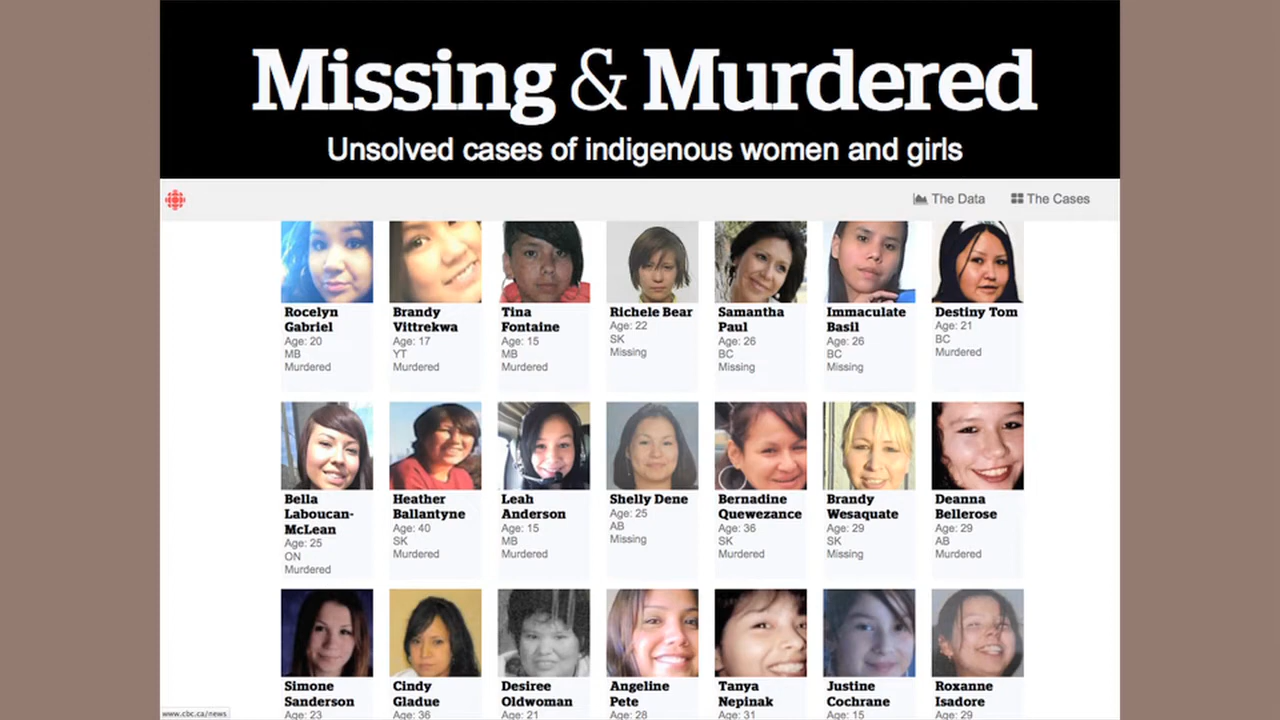 Missing & Murdered
Unsolved cases of indigenous women and girls
The Data
The Cases
Rocelyn
Gabriel
Age: 20
MB
Murdered
Brandy
Vittrekwa
Age: 17
YT
Murdered
Tina
Fontaine
Age: 15
MB
Murdered
Richele Bear
Age: 22
SK
Missing
Samantha
Paul
Age: 26
BC
Missing
Immaculate
Basil
Age: 26
BC
Missing
Destiny Tom
Age: 21
BC
Murdered
Bella
Laboucan-
McLean
Age: 25
ON
Murdered
Heather
Ballantyne
Age: 40
SK
Murdered
Leah
Anderson
Age: 15
MB
Murdered
Shelly Dene
Age: 25
AB
Missing
Bernadine
Quewezance
Age: 36
SK
Murdered
Brandy
Wesaquate
Age: 29
SK
Missing
Deanna
Bellerose
Age: 29
AB
Murdered
Simone
Sanderson
Age: 23
Cindy
Gladue
Age: 36
Desiree
Oldwoman
Age: 21
Angeline
Pete
Age: 28
Tanya
Nepinak
Age: 31
Justine
Cochrane
Age: 15
Roxanne
Isadore
Age: 29
www.cbc.ca/news